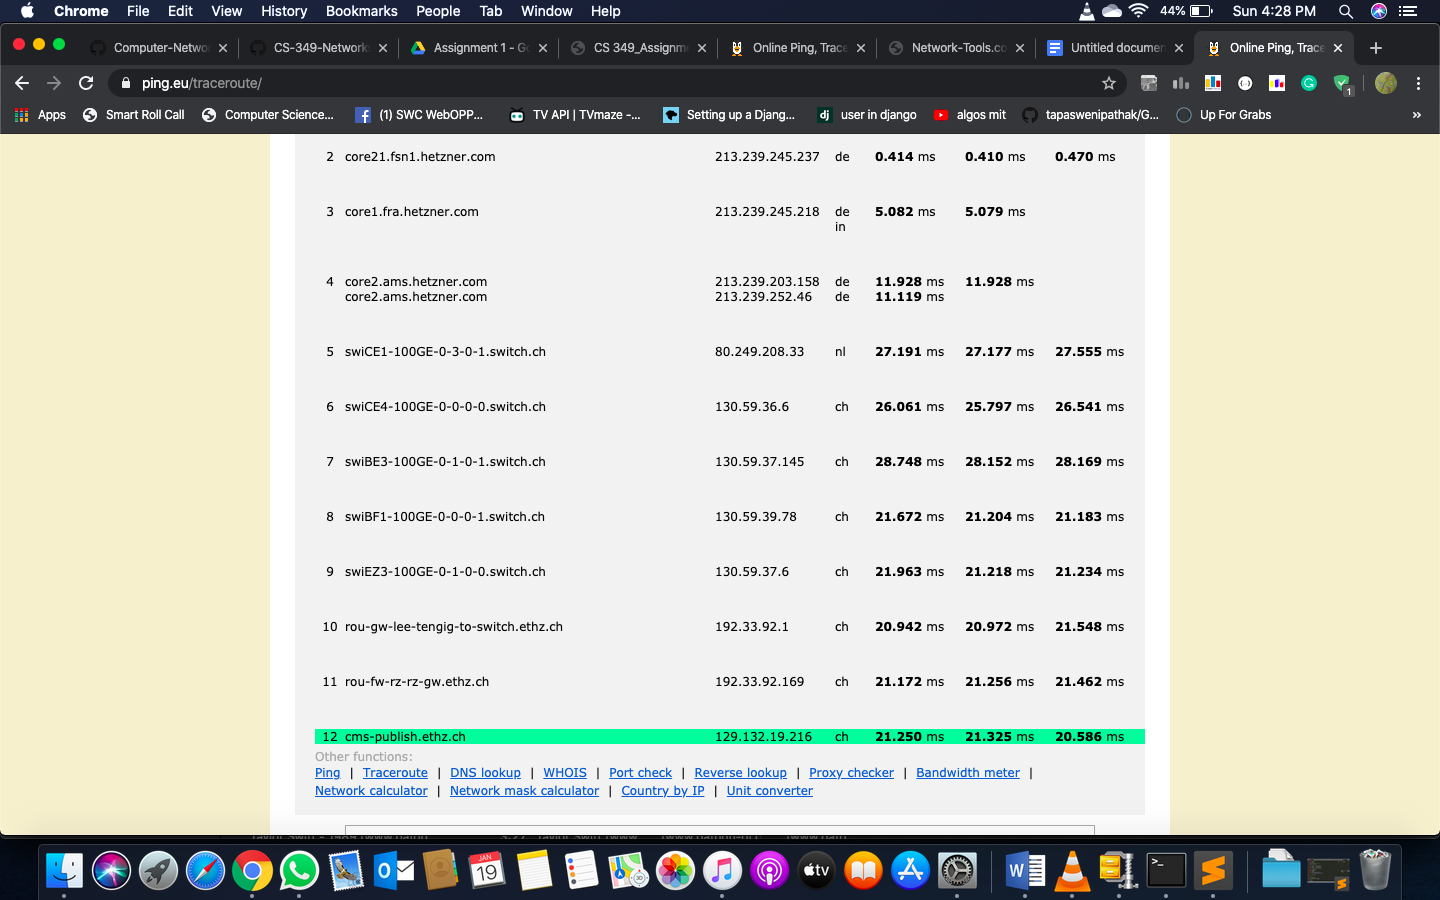 Chrome File Edit View History Bookmarks People Tab Window Help 44% Sun 4:28 PM
Computer-Netwo CS-349-Network Assignment 1 - Go CS 349_Assignm Online Ping, Trace Network-Tools.co Untitled documen Online Ping, Trace
ping.eu/traceroute/ 1
Apps Smart Roll Call Computer Science... (1) SWC WebOPP... TV API | TVmaze -... Setting up a Djang... dj user in django algos mit tapaswenipathak/G... Up For Grabs »
2 core21.fsn1.hetzner.com 213.239.245.237 de 0.414 ms 0.410 ms 0.470 ms
3 core1.fra.hetzner.com 213.239.245.218 de 5.082 ms 5.079 ms
in
4 core2.ams.hetzner.com 213.239.203.158 de 11.928 ms 11.928 ms
core2.ams.hetzner.com 213.239.252.46 de 11.119 ms
5 swiCE1-100GE-0-3-0-1.switch.ch 80.249.208.33 nl 27.191 ms 27.177 ms 27.555 ms
6 swiCE4-100GE-0-0-0-0.switch.ch 130.59.36.6 ch 26.061 ms 25.797 ms 26.541 ms
7 swiBE3-100GE-0-1-0-1.switch.ch 130.59.37.145 ch 28.748 ms 28.152 ms 28.169 ms
8 swiBF1-100GE-0-0-0-1.switch.ch 130.59.39.78 ch 21.672 ms 21.204 ms 21.183 ms
9 swiEZ3-100GE-0-1-0-0.switch.ch 130.59.37.6 ch 21.963 ms 21.218 ms 21.234 ms
10 rou-gw-lee-tengig-to-switch.ethz.ch 192.33.92.1 ch 20.942 ms 20.972 ms 21.548 ms
11 rou-fw-rz-rz-gw.ethz.ch 192.33.92.169 ch 21.172 ms 21.256 ms 21.462 ms
12 cms-publish.ethz.ch 129.132.19.216 ch 21.250 ms 21.325 ms 20.586 ms
Other functions:
Ping | Traceroute | DNS lookup | WHOIS | Port check | Reverse lookup | Proxy checker | Bandwidth meter |
Network calculator | Network mask calculator | Country by IP | Unit converter
JAN 19 tv